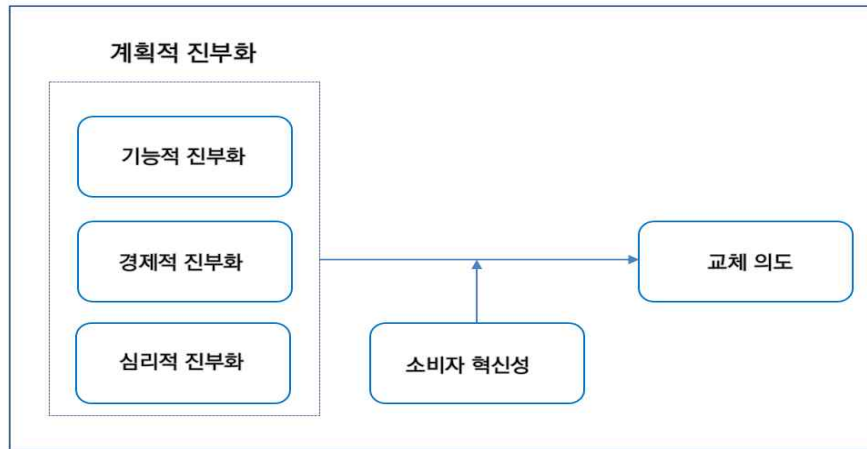 계획적 진부화
기능적 진부화
경제적 진부화
교체 의도
심리적 진부화
소비자 혁신성